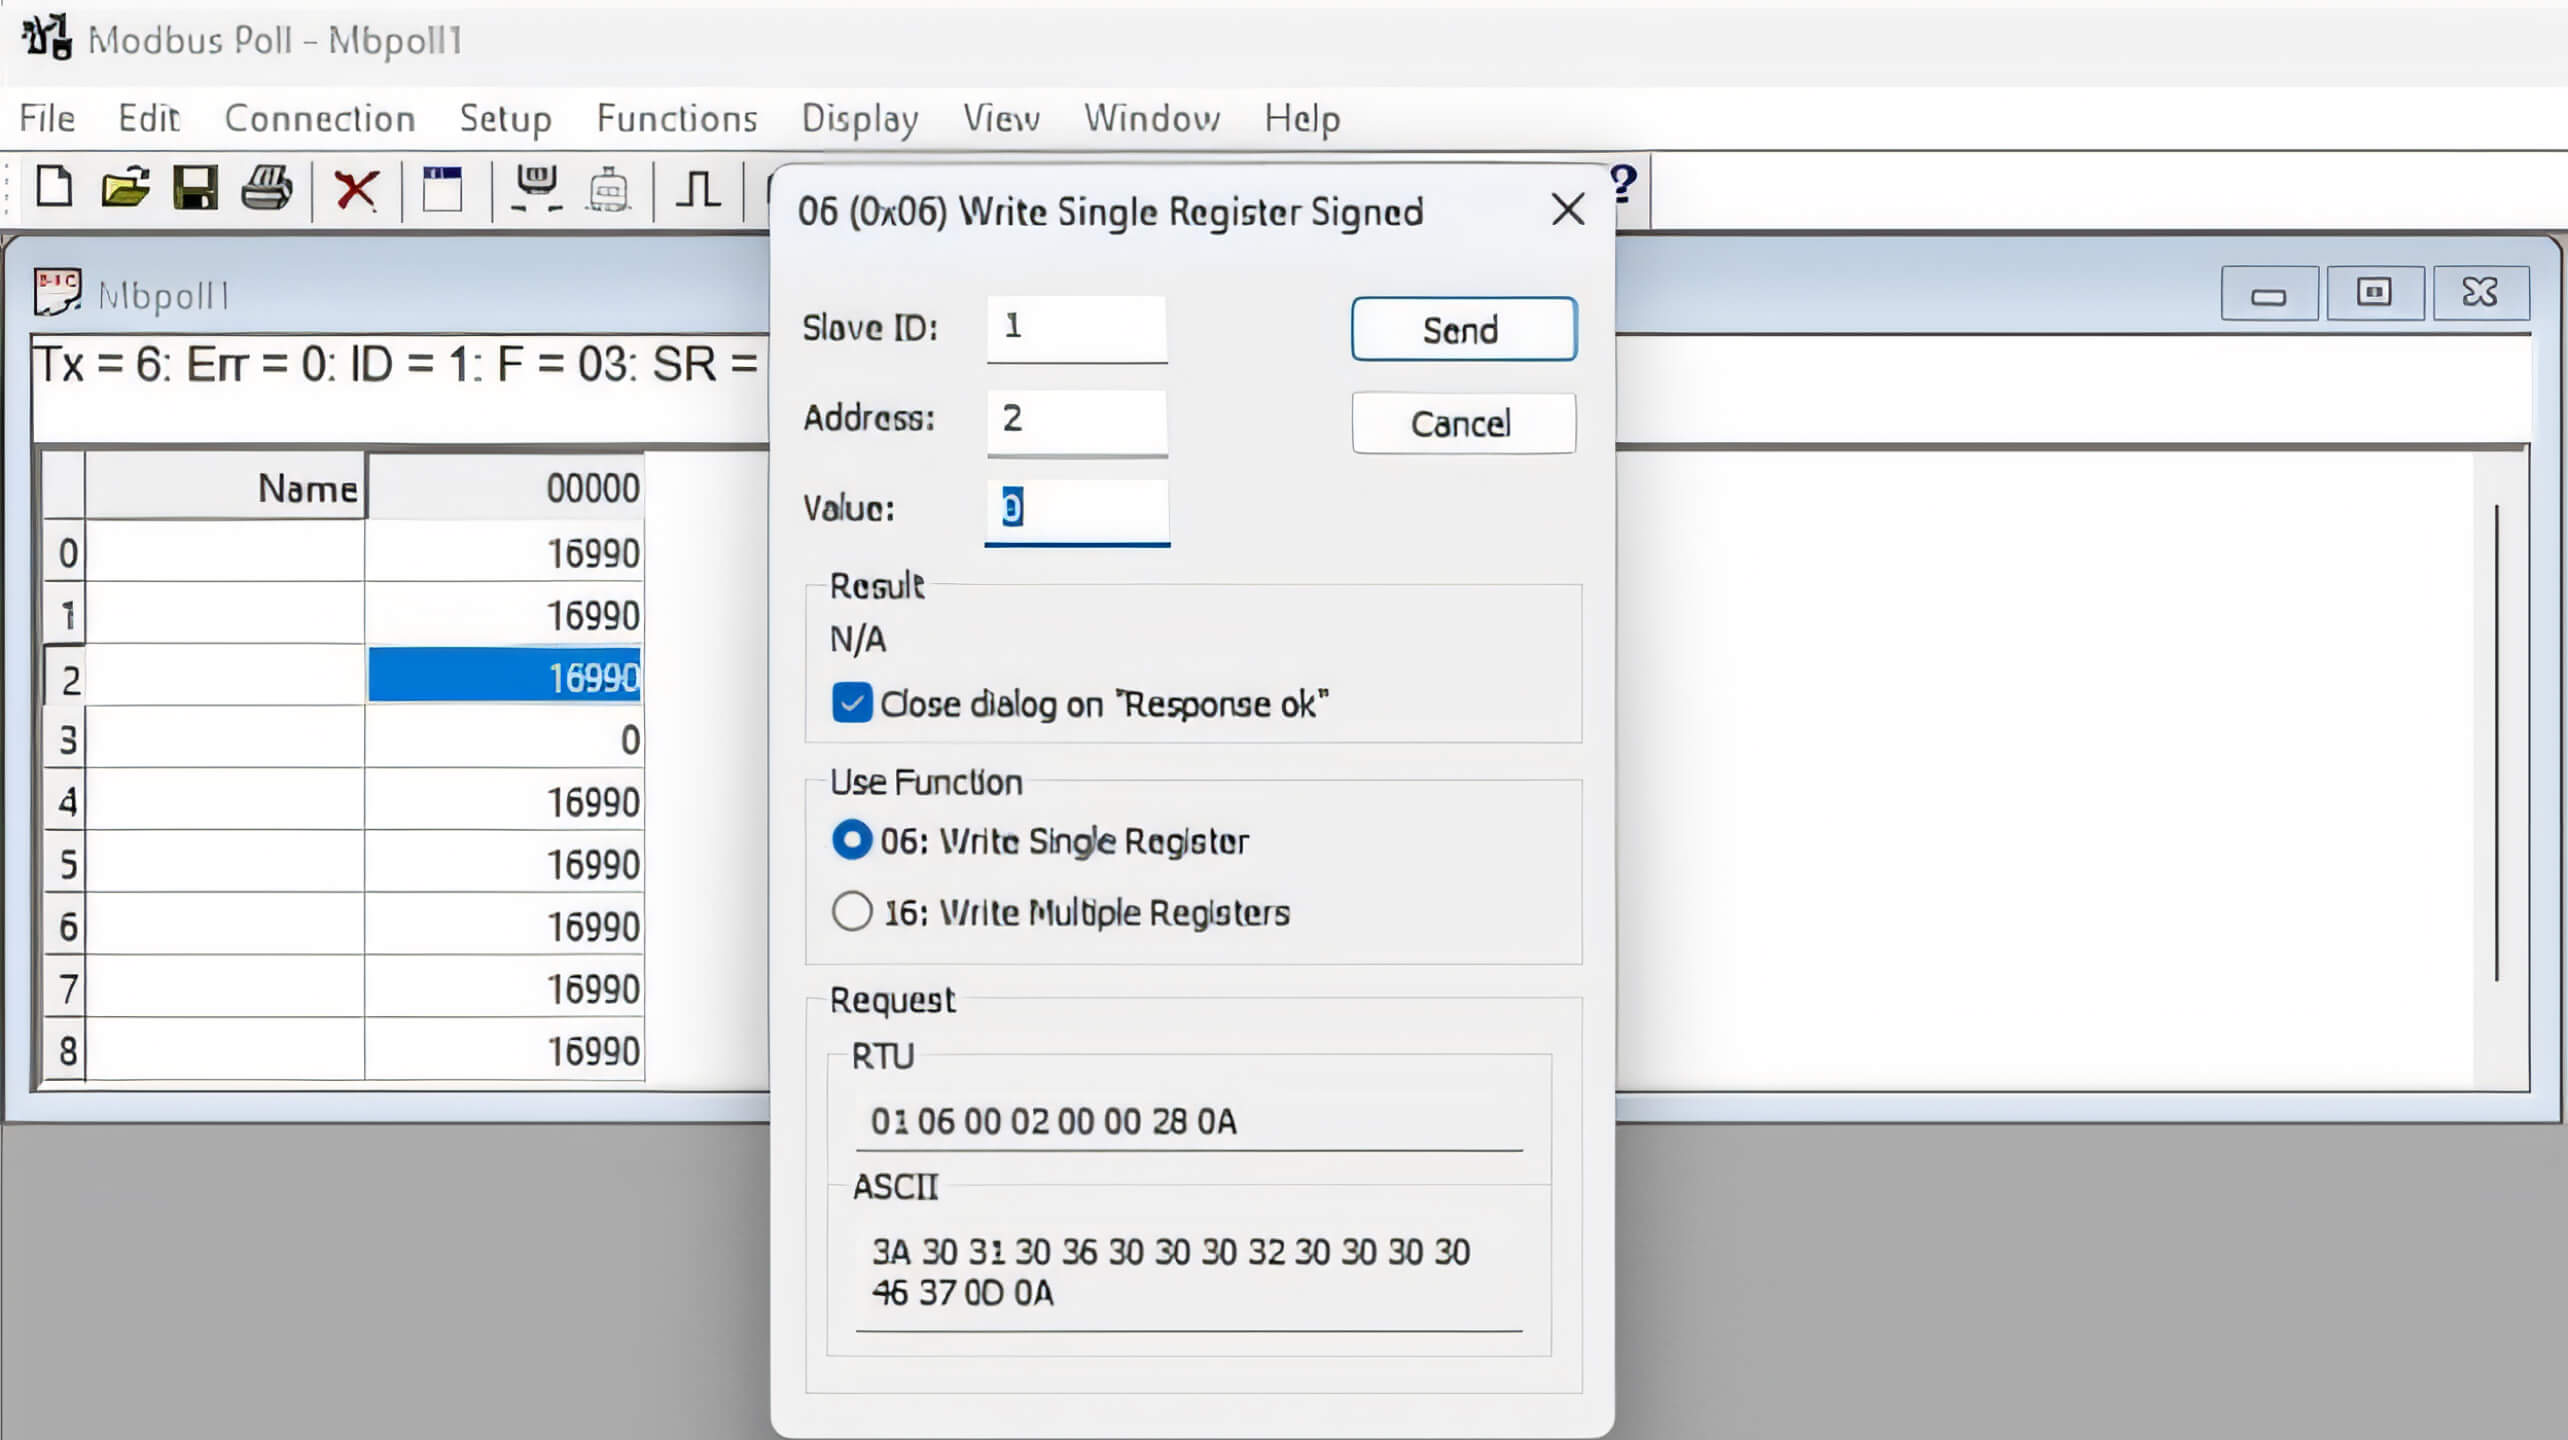 Modbus Poll - Mbpoll1
File Edit Connection Setup Functions Display View Window Help
Mbpoll1
Tx = 6: Err = 0: ID = 1: F = 03: SR =
Name 00000
0 16990
1 16990
2 16990
3 0
4 16990
5 16990
6 16990
7 16990
8 16990
06 (0x06) Write Single Register Signed
Slave ID: 1 Send
Address: 2 Cancel
Value: 0
Result
N/A
Close dialog on "Response ok"
Use Function
06: Write Single Register
16: Write Multiple Registers
Request
RTU
01 06 00 02 00 00 28 0A
ASCII
3A 30 31 30 36 30 30 30 32 30 30 30 30
46 37 0D 0A